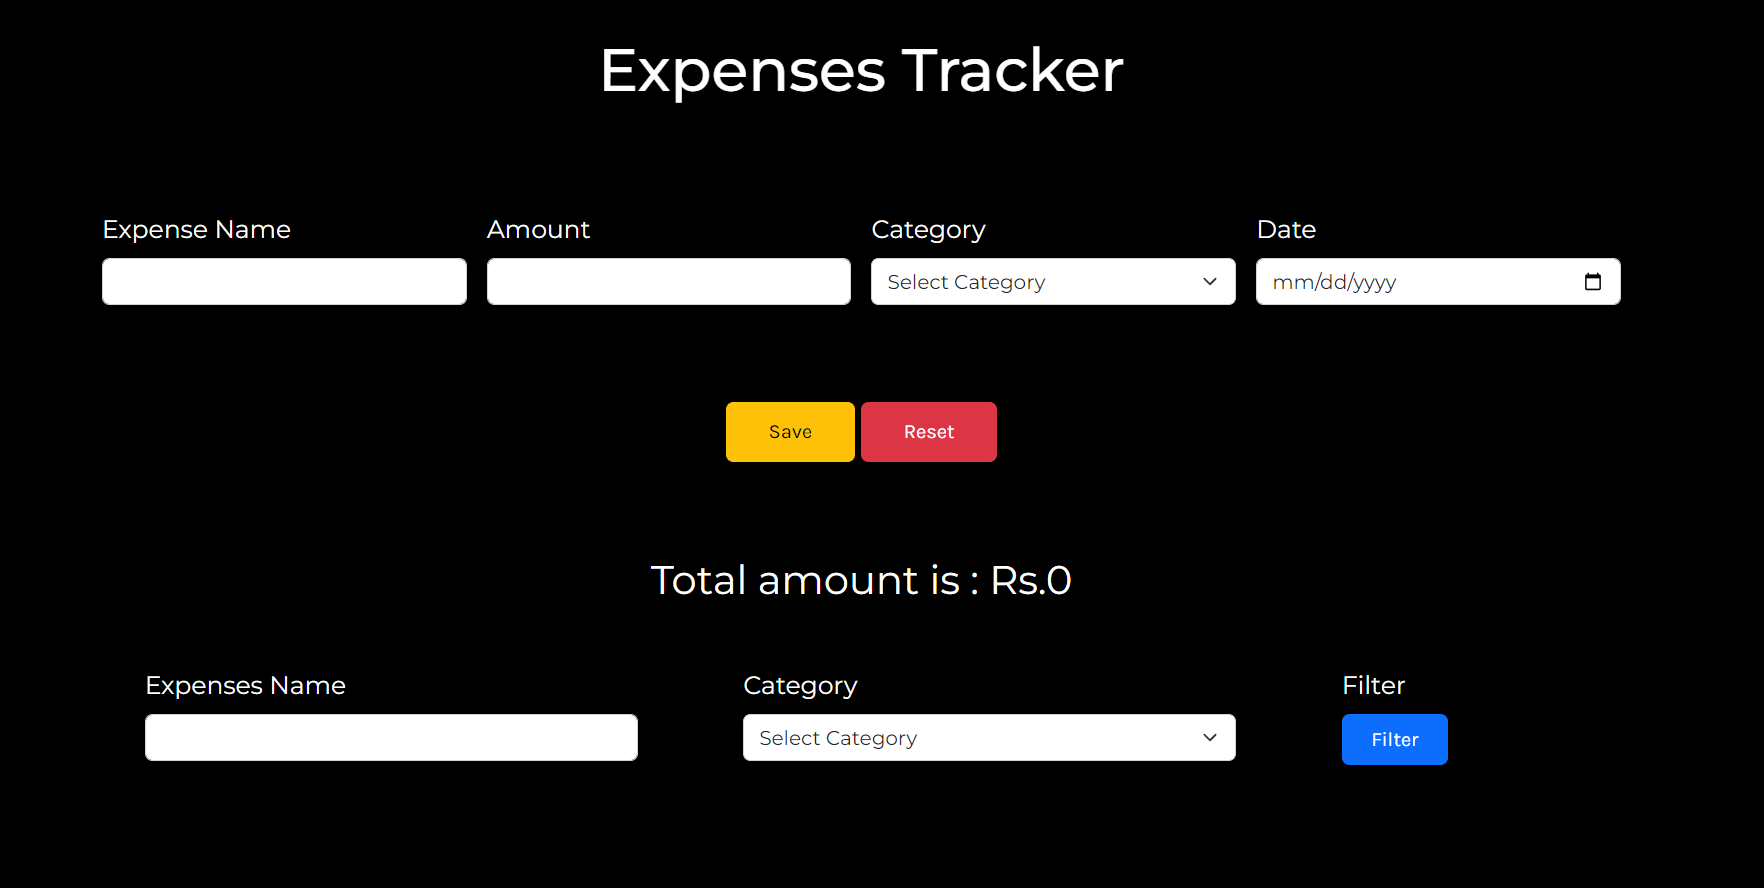 Expenses Tracker
Expense Name Amount Category Date
Select Category mm/dd/yyyy
Save Reset
Total amount is : Rs.0
Expenses Name Category Filter
Select Category Filter